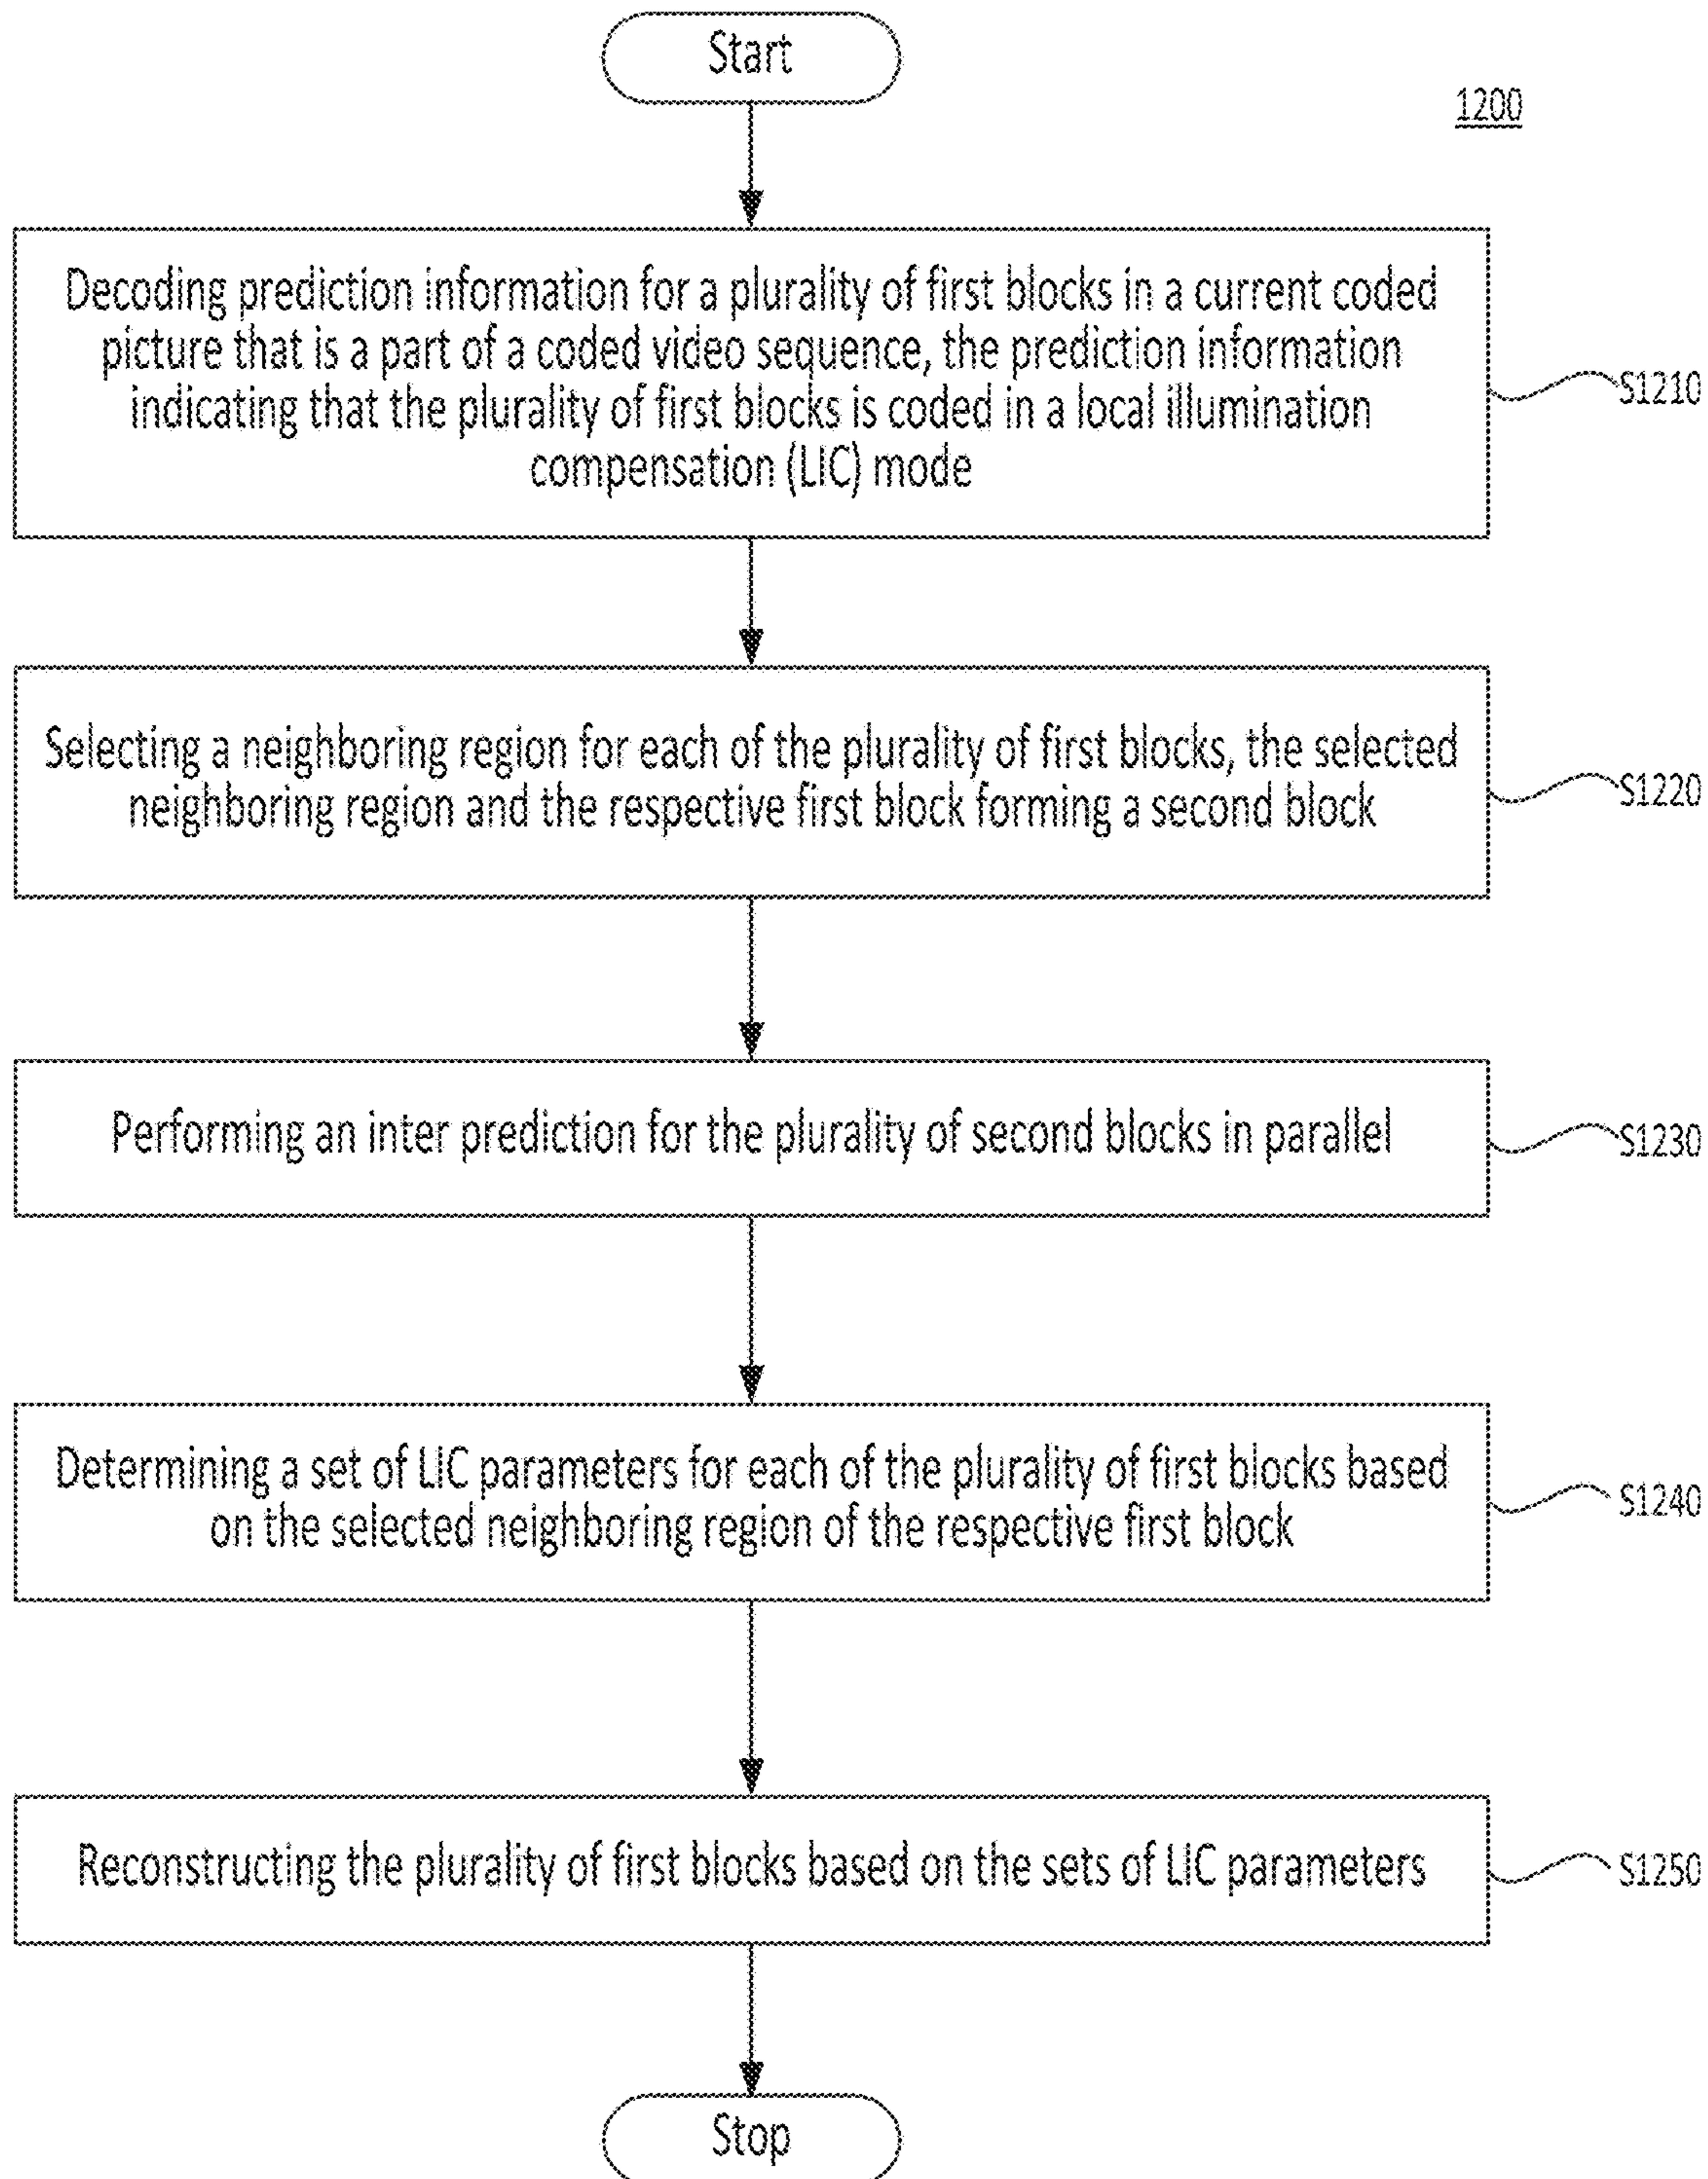 Start
1200
Decoding prediction information for a plurality of first blocks in a current coded
picture that is a part of a coded video sequence, the prediction information
indicating that the plurality of first blocks is coded in a local illumination
compensation (LIC) mode
S1210
Selecting a neighboring region for each of the plurality of first blocks, the selected
neighboring region and the respective first block forming a second block
S1220
Performing an inter prediction for the plurality of second blocks in parallel
S1230
Determining a set of LIC parameters for each of the plurality of first blocks based
on the selected neighboring region of the respective first block
S1240
Reconstructing the plurality of first blocks based on the sets of LIC parameters
S1250
Stop